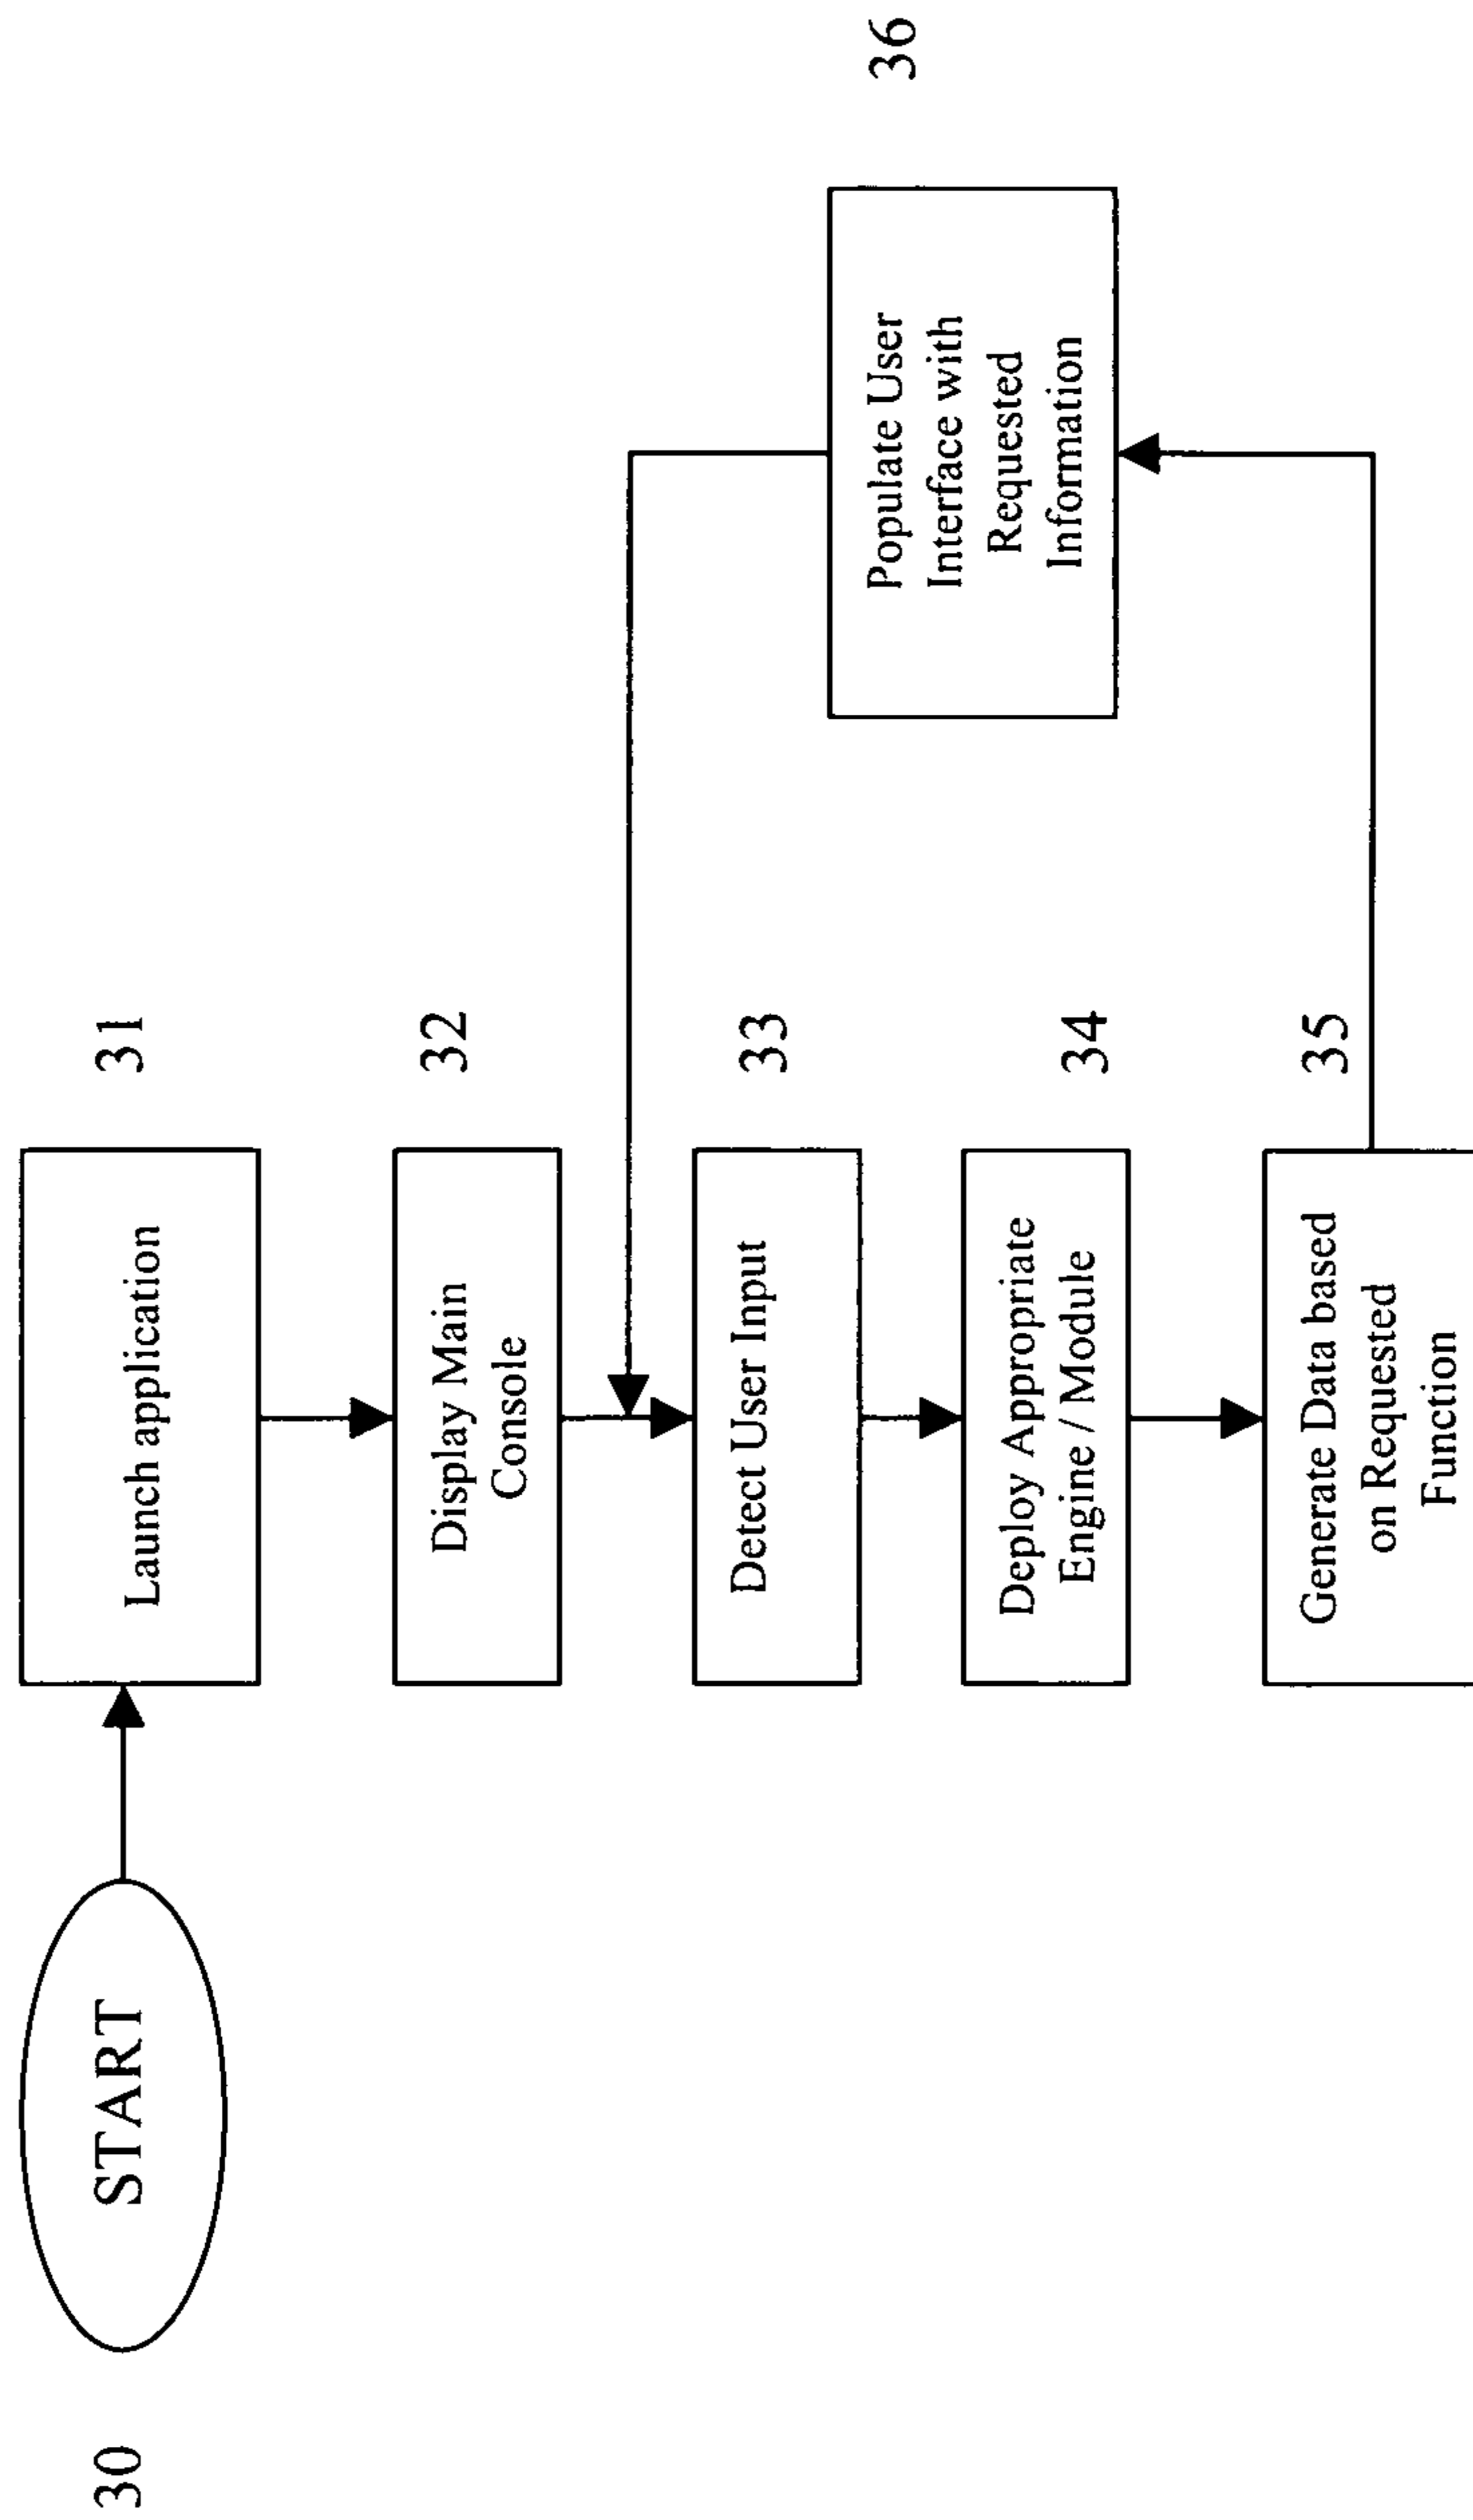 30
START
Launch application
31
Display Main
Console
32
Detect User Input
33
Deploy Appropriate
Engine / Module
34
Generate Data based
on Requested
Function
35
Populate User
Interface with
Requested
Information
36